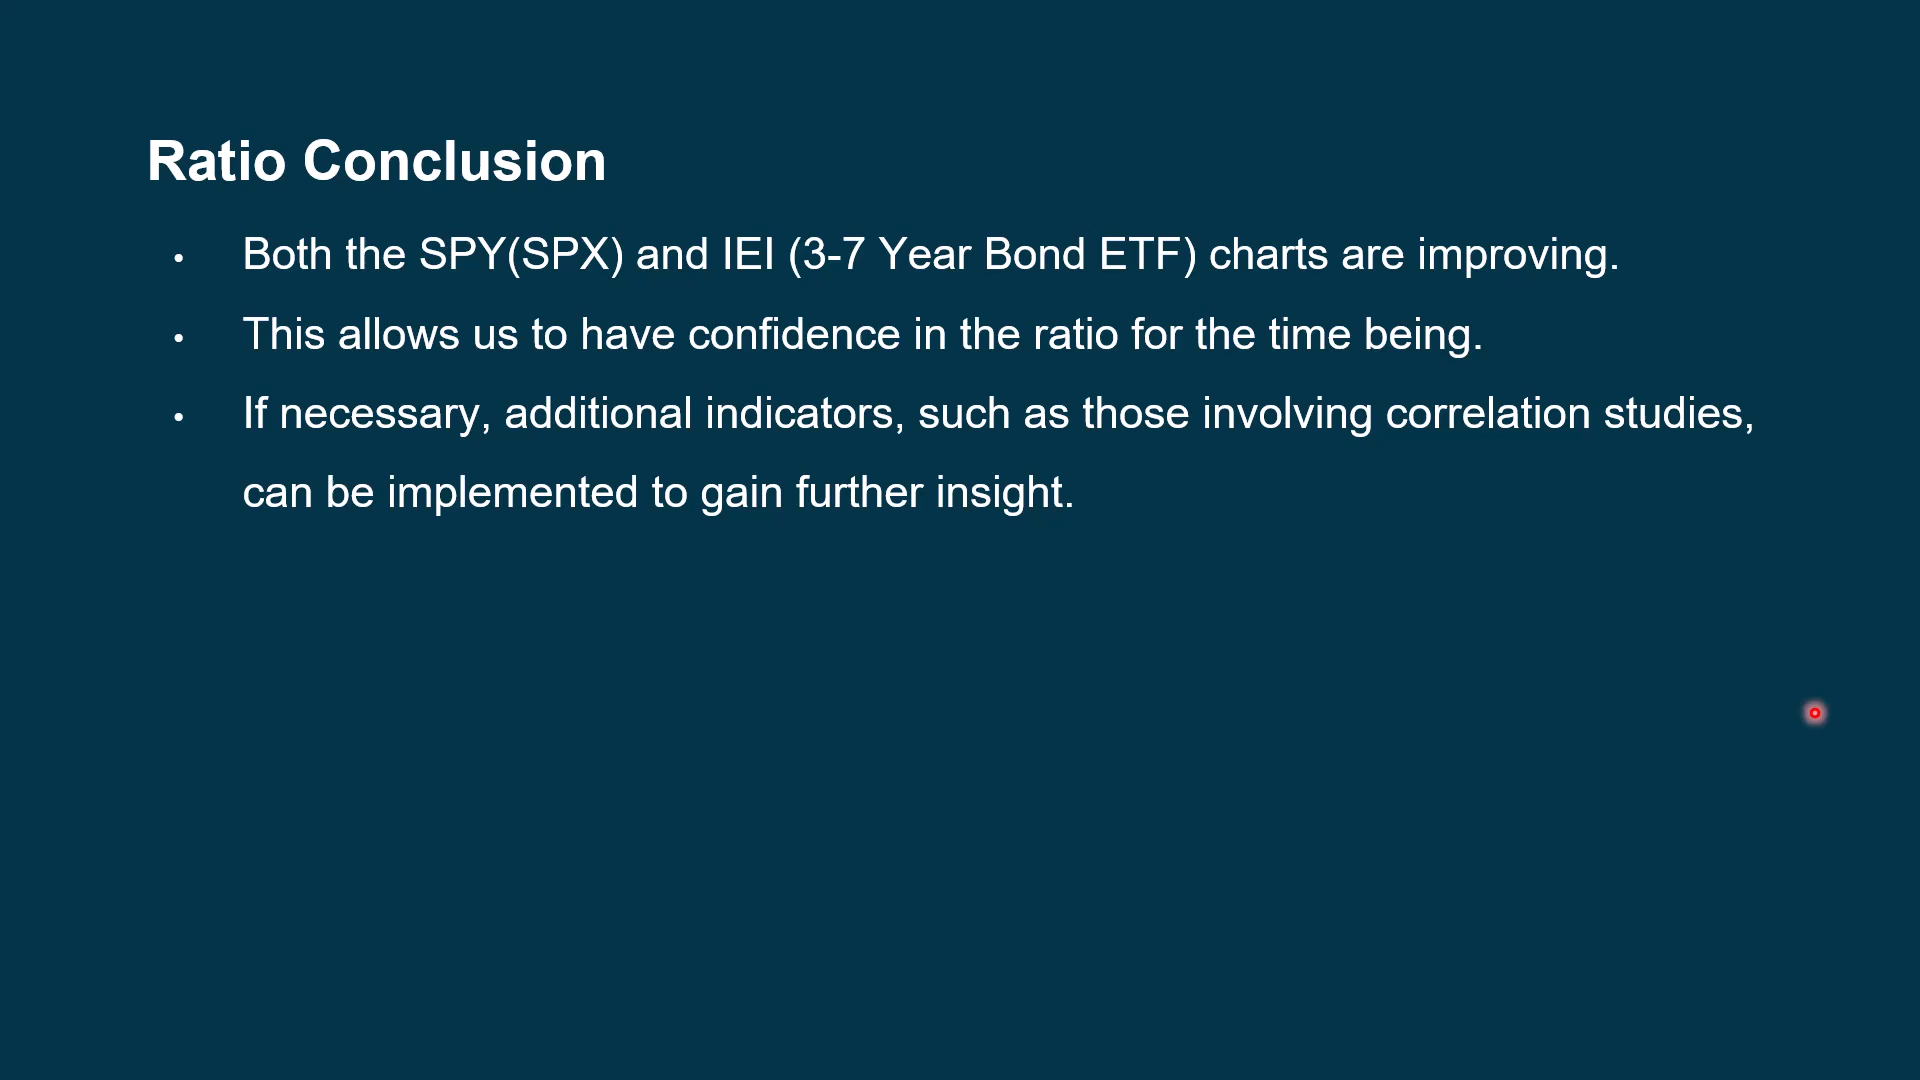 Ratio Conclusion
• Both the SPY(SPX) and IEI (3-7 Year Bond ETF) charts are improving.
• This allows us to have confidence in the ratio for the time being.
• If necessary, additional indicators, such as those involving correlation studies,
can be implemented to gain further insight.